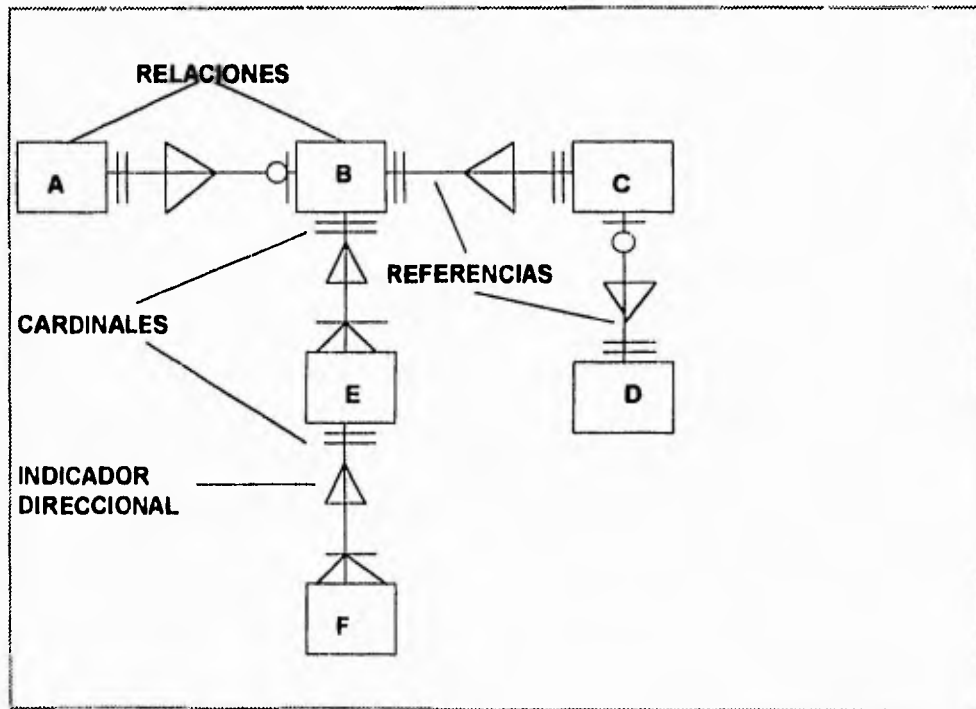 RELACIONES
A
B
C
REFERENCIAS
CARDINALES
E
D
INDICADOR
DIRECCIONAL
F